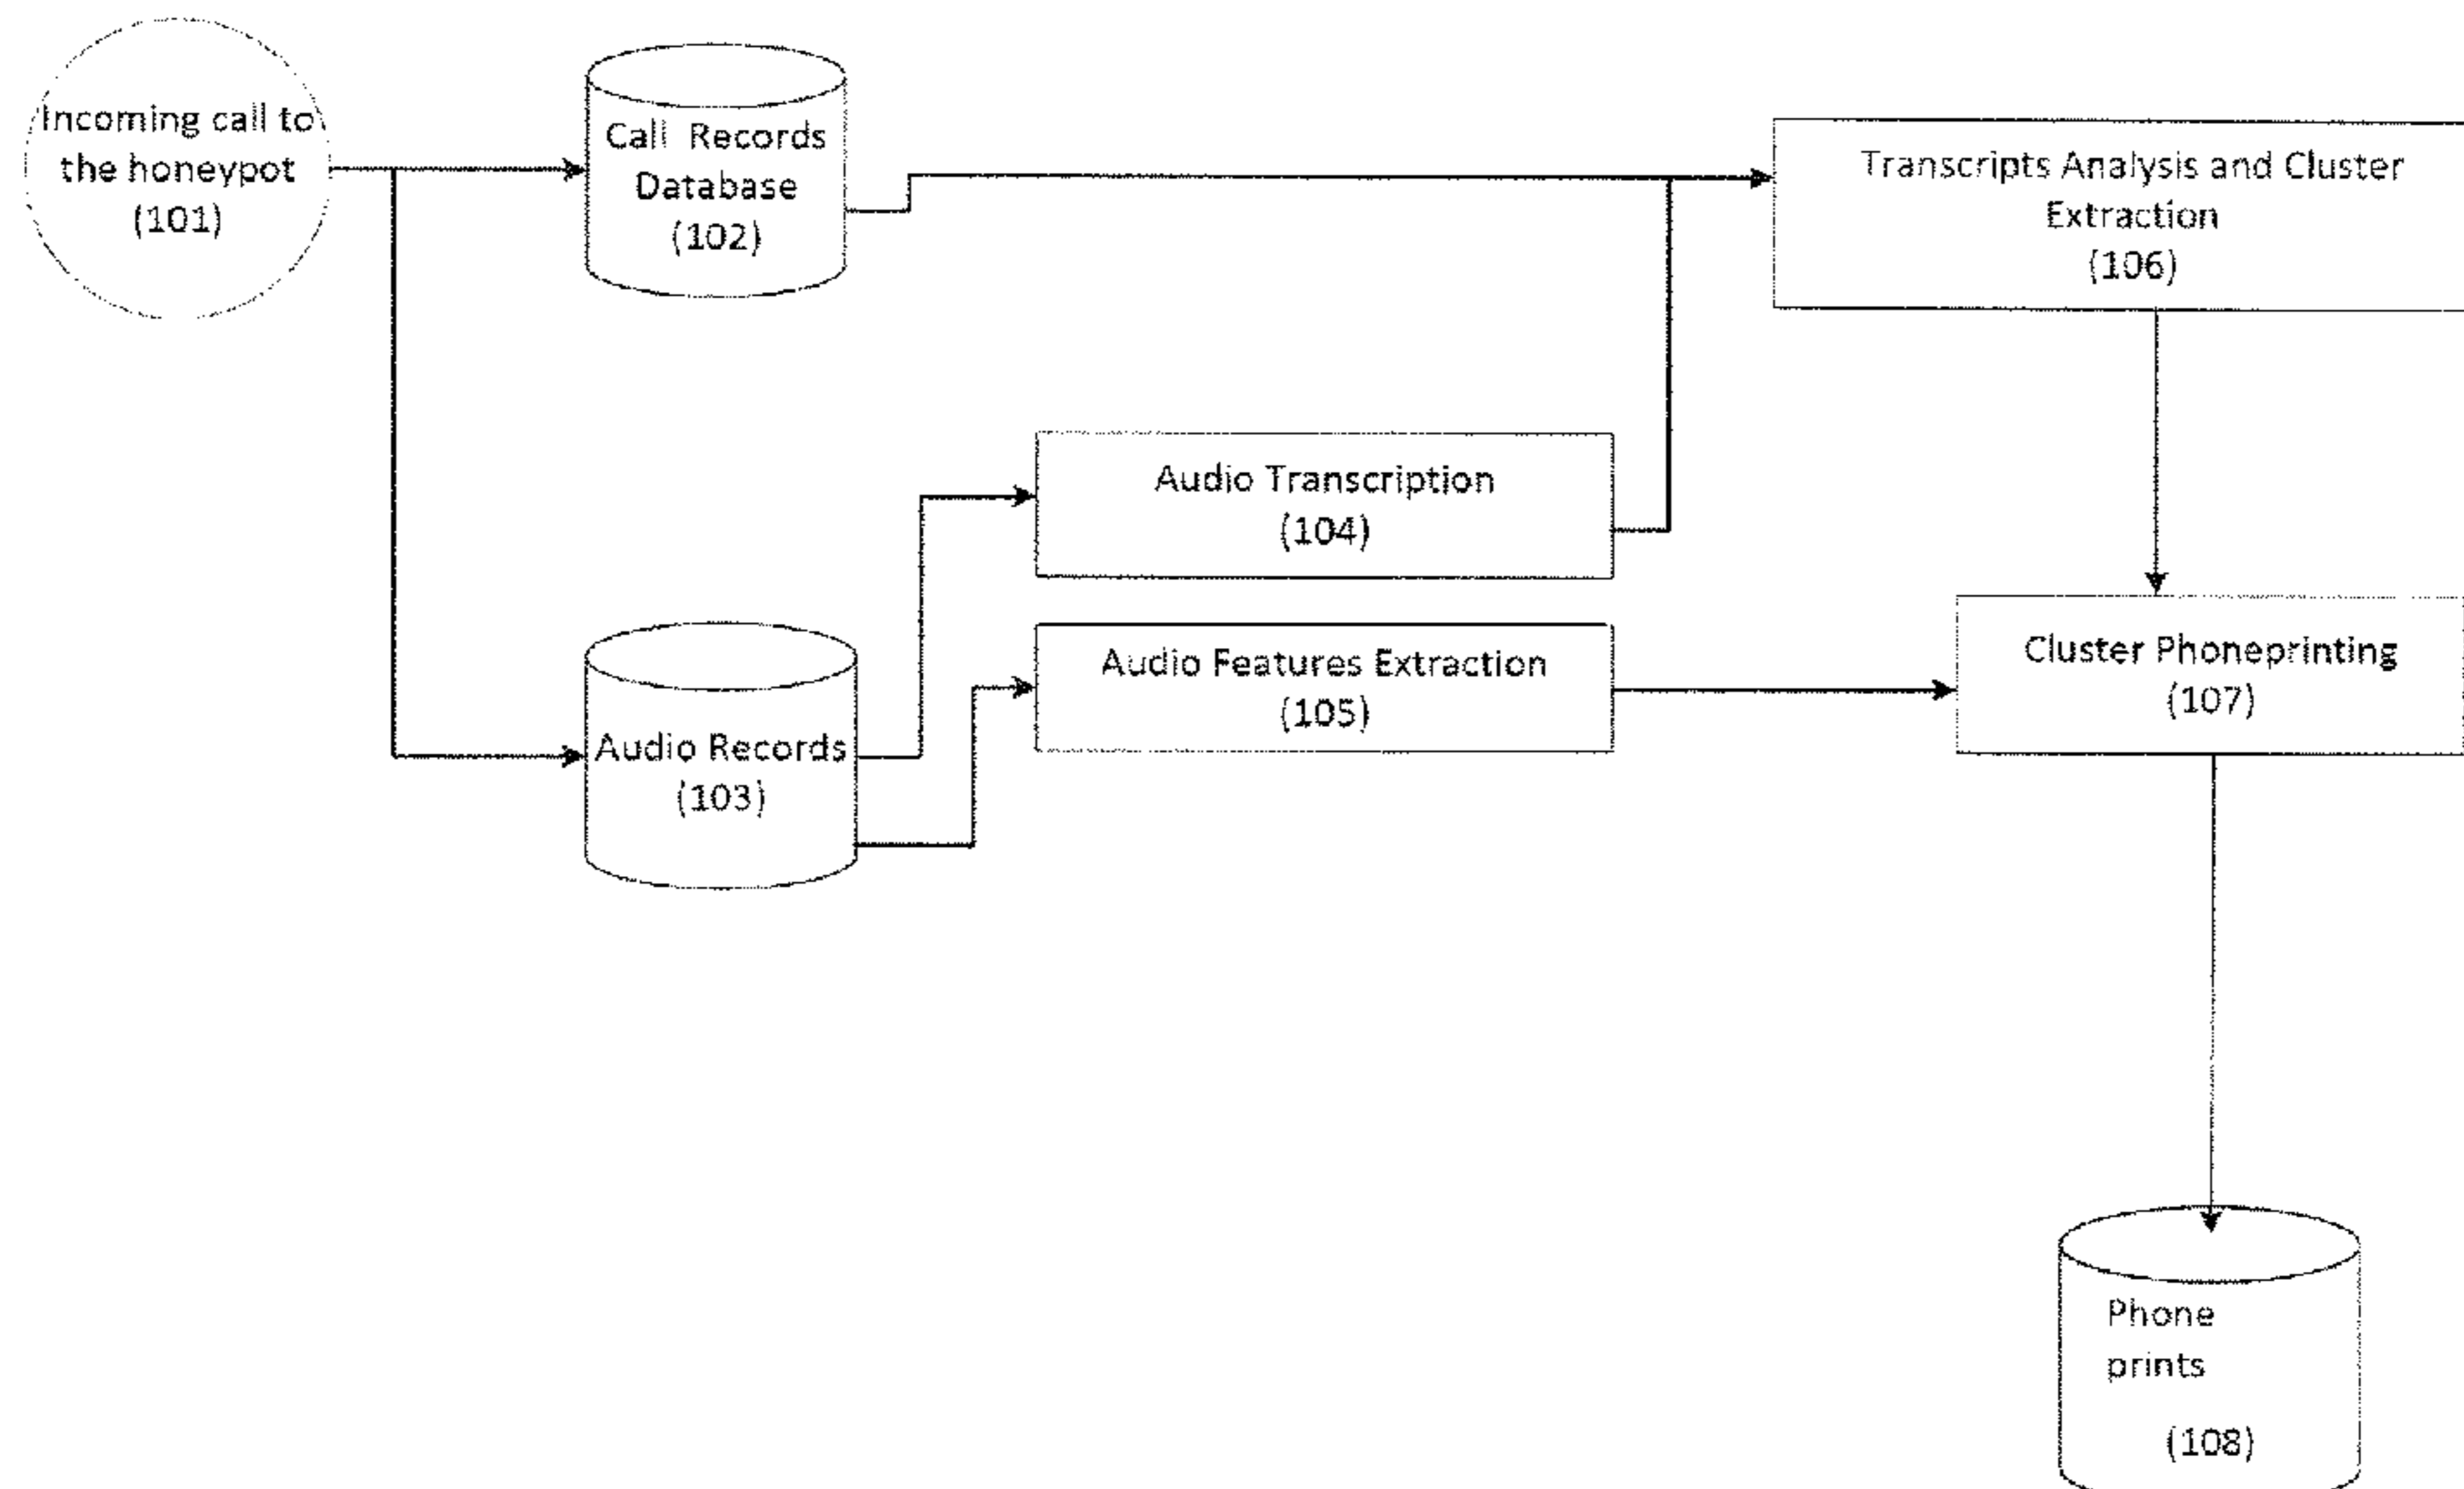 Incoming call to
the honeypot
(101)
Call Records
Database
(102)
Transcripts Analysis and Cluster
Extraction
(106)
Audio Transcription
(104)
Audio Features Extraction
(105)
Cluster Phoneprinting
(107)
Audio Records
(103)
Phone
prints
(108)